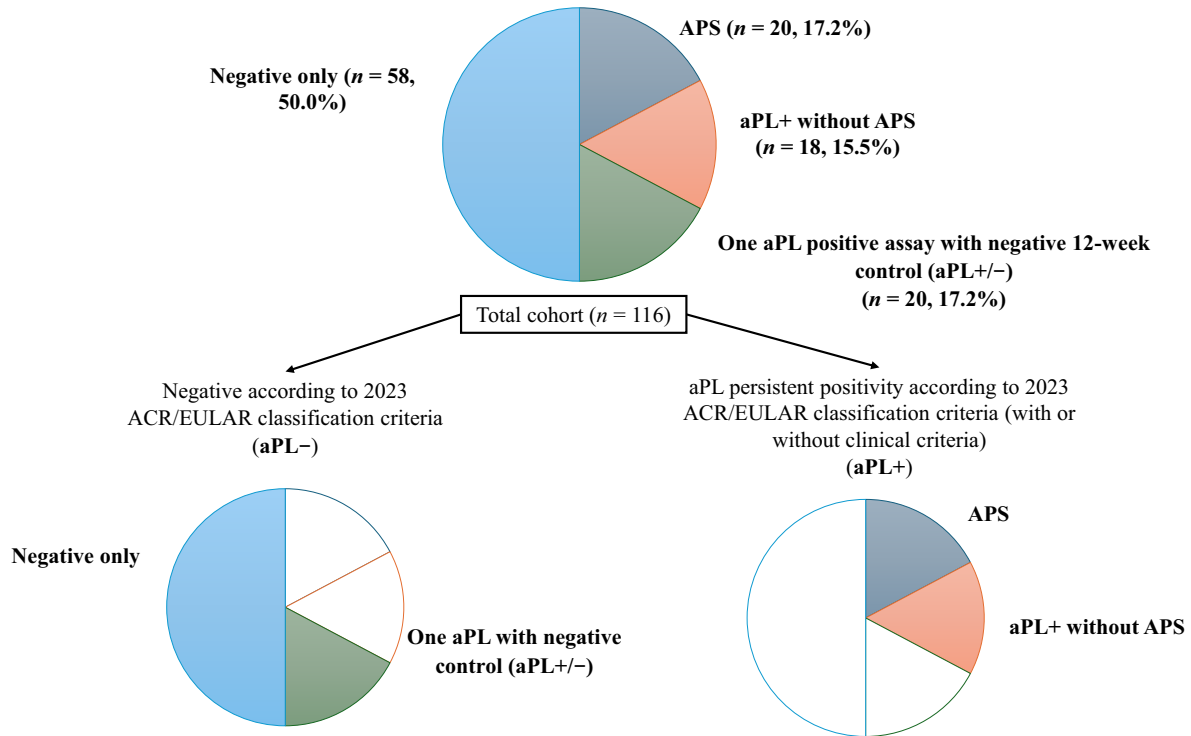 APS (n = 20, 17.2%)
Negative only (n = 58,
50.0%)
aPL+ without APS
(n = 18, 15.5%)
One aPL positive assay with negative 12-week
control (aPL+/−)
(n = 20, 17.2%)
Total cohort (n = 116)
Negative according to 2023
ACR/EULAR classification criteria
(aPL−)
aPL persistent positivity according to 2023
ACR/EULAR classification criteria (with or
without clinical criteria)
(aPL+)
Negative only
One aPL with negative
control (aPL+/−)
APS
aPL+ without APS